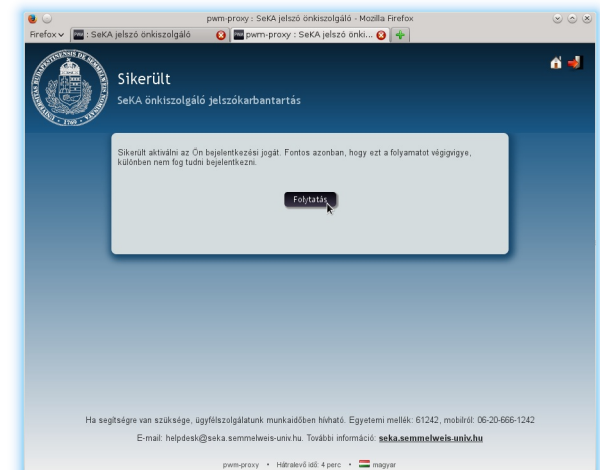 pwm-proxy : SeKA jelszó önkiszolgáló - Mozilla Firefox
Firefox
: SeKA jelszó önkiszolgáló
pwm-proxy : SeKA jelszó önki...
Sikerült
SeKA önkiszolgáló jelszókarbantartás
Sikerült aktiválni az Ön bejelentkezési jogát. Fontos azonban, hogy ezt a folyamatot végigvigye,
különben nem fog tudni bejelentkezni.
Folytatás
Ha segítségre van szüksége, ügyfélszolgálatunk munkaidőben hívható. Egyetemi mellék: 61242, mobilról: 06-20-666-1242
E-mail: helpdesk@seka.semmelweis-univ.hu. További információ: seka.semmelweis-univ.hu
pwm-proxy • Hátralevő idő: 4 perc • magyar